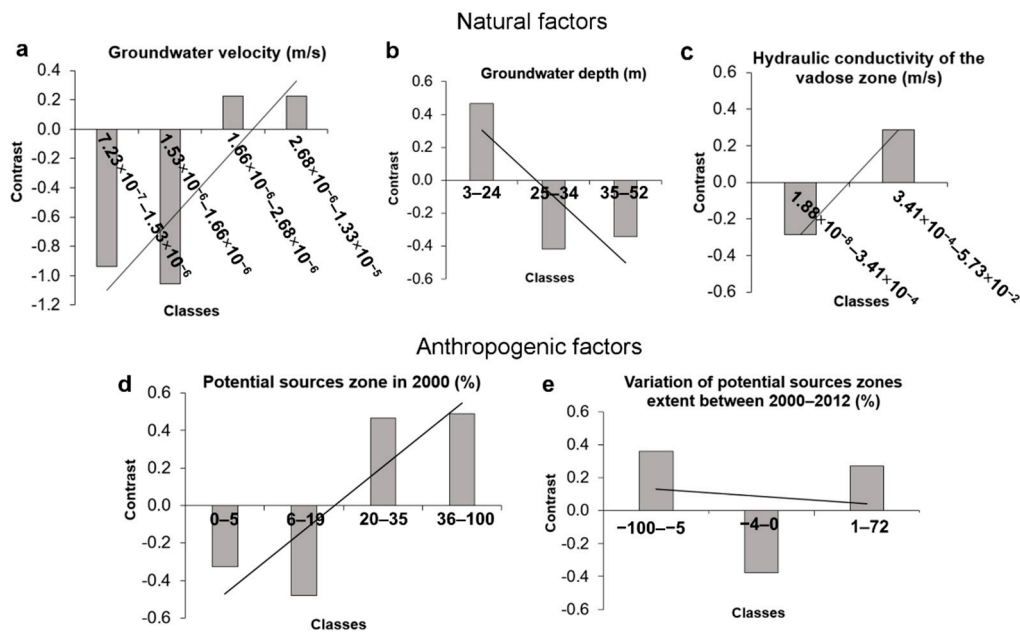 Natural factors
a
Groundwater velocity (m/s)
0.4
0.2
0.0
-0.2
-0.4
-0.6
-0.8
-1.0
-1.2
Contrast
7.23×10⁻⁷–1.53×10⁻⁶
1.53×10⁻⁶–1.66×10⁻⁶
1.66×10⁻⁶–2.68×10⁻⁶
2.68×10⁻⁶–1.33×10⁻⁵
Classes
b
Groundwater depth (m)
0.6
0.4
0.2
0.0
-0.2
-0.4
-0.6
Contrast
3–24
25–34
35–52
Classes
c
Hydraulic conductivity of the
vadose zone (m/s)
0.6
0.4
0.2
0.0
-0.2
-0.4
-0.6
Contrast
1.88×10⁻⁸–3.41×10⁻⁴
3.41×10⁻⁴–5.73×10⁻²
Classes
Anthropogenic factors
d
Potential sources zone in 2000 (%)
0.6
0.4
0.2
0.0
-0.2
-0.4
-0.6
Contrast
0–5
6–19
20–35
36–100
Classes
e
Variation of potential sources zones
extent between 2000–2012 (%)
0.6
0.4
0.2
0.0
-0.2
-0.4
-0.6
Contrast
−100–−5
−4–0
1–72
Classes